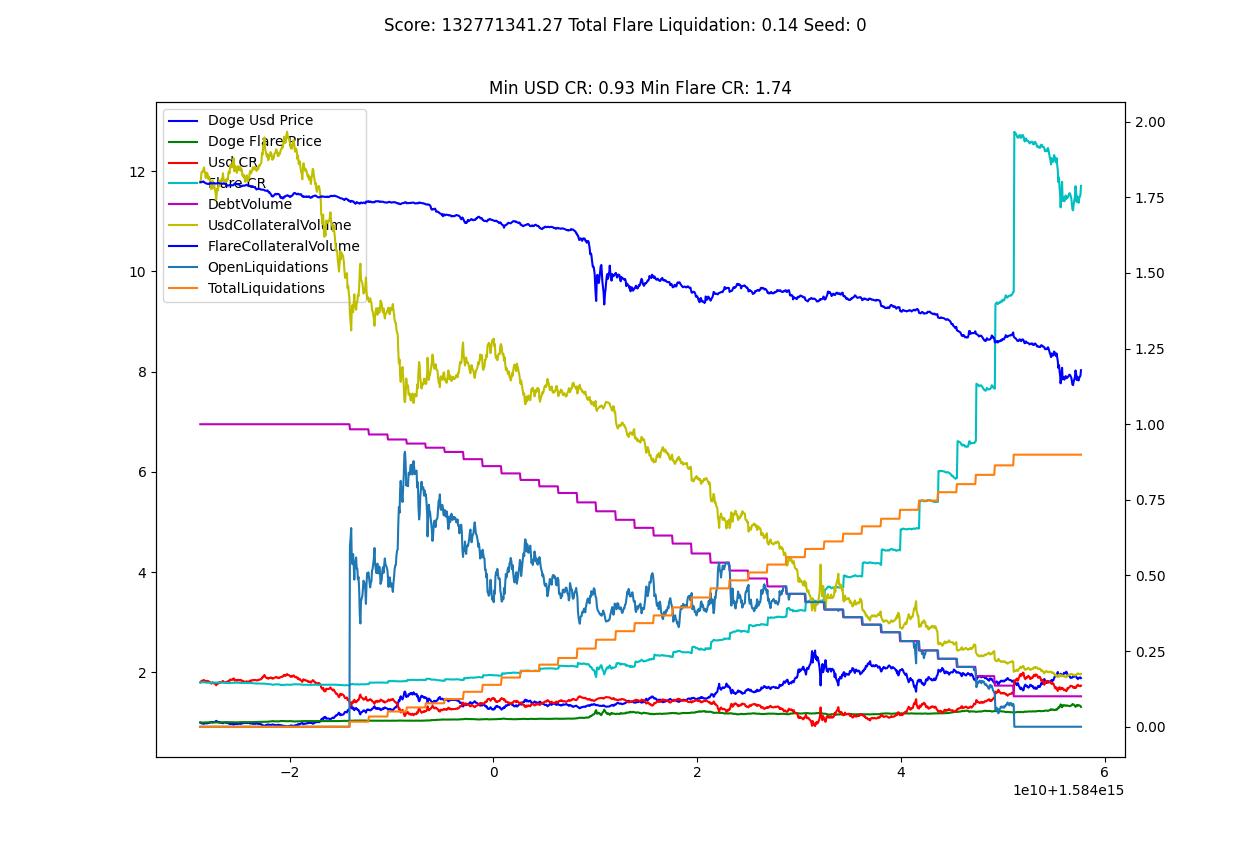 Score: 132771341.27 Total Flare Liquidation: 0.14 Seed: 0
Min USD CR: 0.93 Min Flare CR: 1.74
Doge Usd Price
Doge Flare Price
Usd CR
Flare CR
DebtVolume
UsdCollateralVolume
FlareCollateralVolume
OpenLiquidations
TotalLiquidations
12
10
8
6
4
2
2.00
1.75
1.50
1.25
1.00
0.75
0.50
0.25
0.00
−2 0 2 4 6
1e10+1.584e15